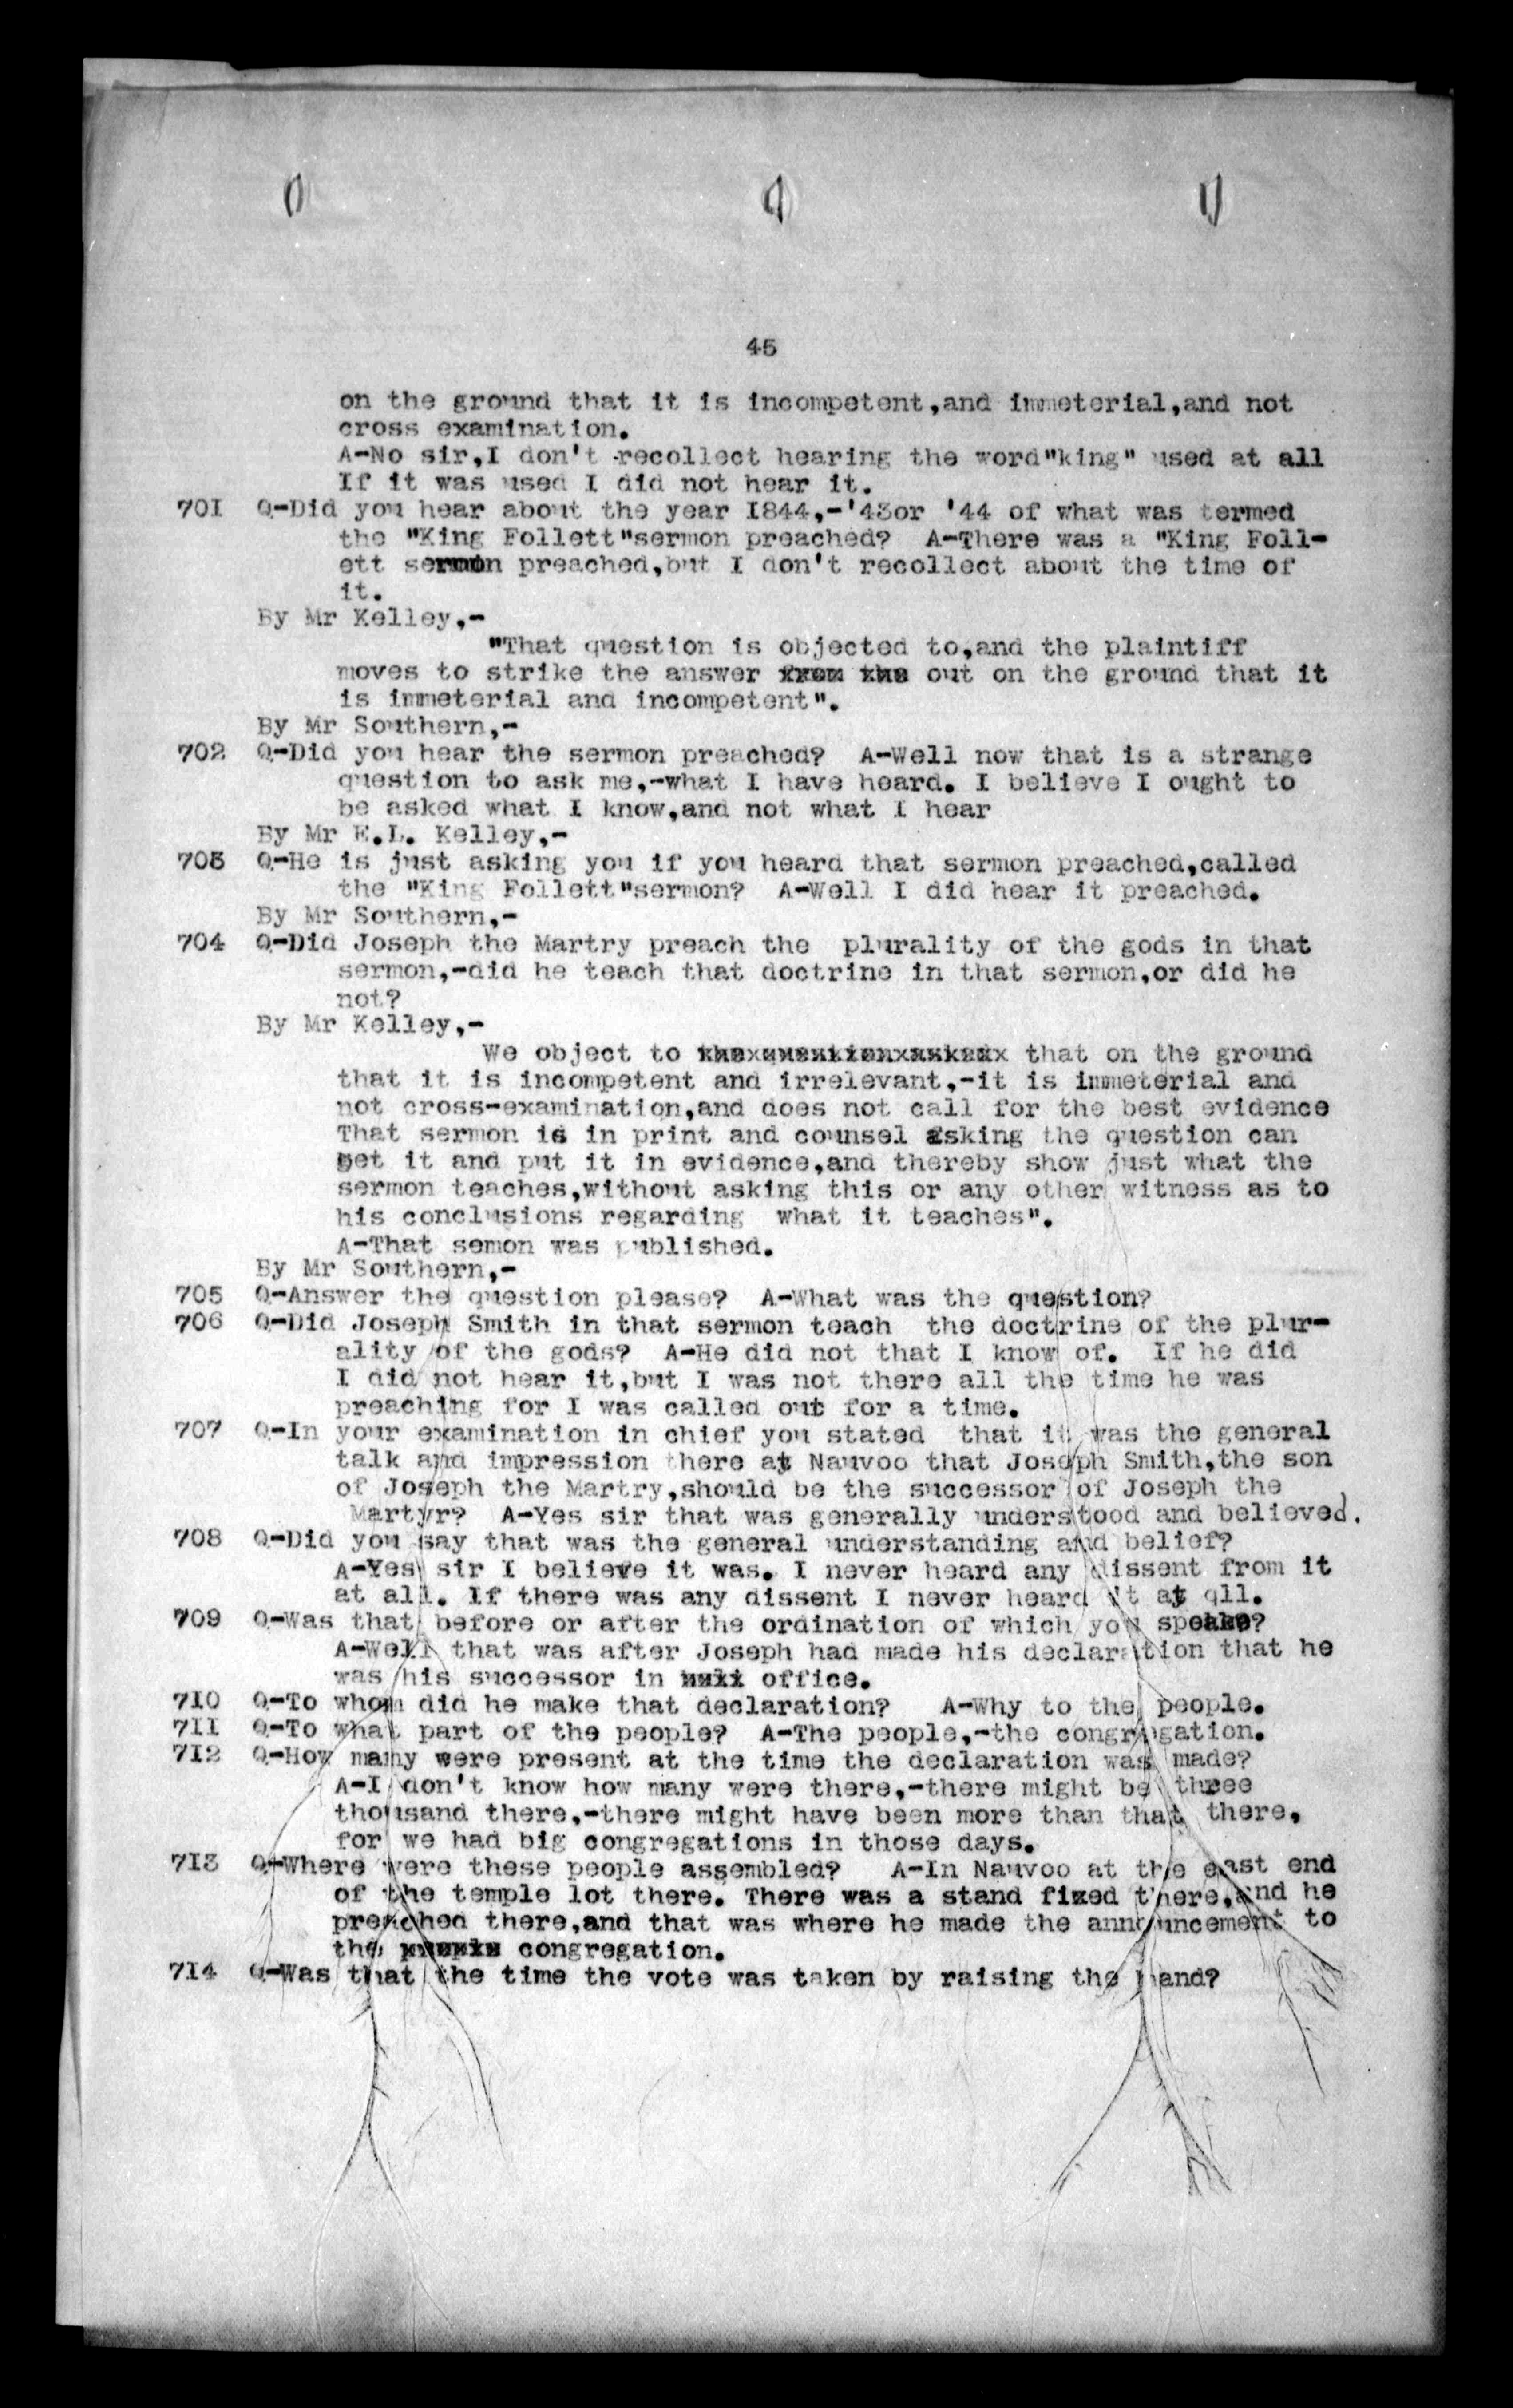 45
on the ground that it is incompetent,and immeterial,and not
cross examination.
A-No sir,I don't recollect hearing the word"king" used at all
If it was used I did not hear it.
701 Q-Did you hear about the year I844,-'43or '44 of what was termed
the "King Follett"sermon preached? A-There was a "King Foll-
ett sermon preached,but I don't recollect about the time of
it.
By Mr Kelley,-
"That question is objected to,and the plaintiff
moves to strike the answer from the out on the ground that it
is immeterial and incompetent".
By Mr Southern,-
702 Q-Did you hear the sermon preached? A-Well now that is a strange
question to ask me,-what I have heard. I believe I ought to
be asked what I know,and not what I hear
By Mr E.L. Kelley,-
703 Q-He is just asking you if you heard that sermon preached,called
the "King Follett"sermon? A-Well I did hear it preached.
By Mr Southern,-
704 Q-Did Joseph the Martry preach the plurality of the gods in that
sermon,-did he teach that doctrine in that sermon,or did he
not?
By Mr Kelley,-
We object to that on the ground
that it is incompetent and irrelevant,-it is immeterial and
not cross-examination,and does not call for the best evidence
That sermon is in print and counsel asking the question can
get it and put it in evidence,and thereby show just what the
sermon teaches,without asking this or any other witness as to
his conclusions regarding what it teaches".
A-That semon was published.
By Mr Southern,-
705 Q-Answer the question please? A-What was the question?
706 Q-Did Joseph Smith in that sermon teach the doctrine of the plur-
ality of the gods? A-He did not that I know of. If he did
I did not hear it,but I was not there all the time he was
preaching for I was called out for a time.
707 Q-In your examination in chief you stated that it was the general
talk and impression there at Nauvoo that Joseph Smith,the son
of Joseph the Martry,should be the successor of Joseph the
Martyr? A-Yes sir that was generally understood and believed.
708 Q-Did you say that was the general understanding and belief?
A-Yes sir I believe it was. I never heard any dissent from it
at all. If there was any dissent I never heard it at qll.
709 Q-Was that before or after the ordination of which you speake?
A-Well that was after Joseph had made his declaration that he
was his successor in office.
710 Q-To whom did he make that declaration? A-Why to the people.
711 Q-To what part of the people? A-The people,-the congregation.
712 Q-How many were present at the time the declaration was made?
A-I don't know how many were there,-there might be three
thousand there,-there might have been more than that there,
for we had big congregations in those days.
713 Q-Where were these people assembled? A-In Nauvoo at the east end
of the temple lot there. There was a stand fixed there,and he
preached there,and that was where he made the announcement to
the congregation.
714 Q-Was that the time the vote was taken by raising the hand?